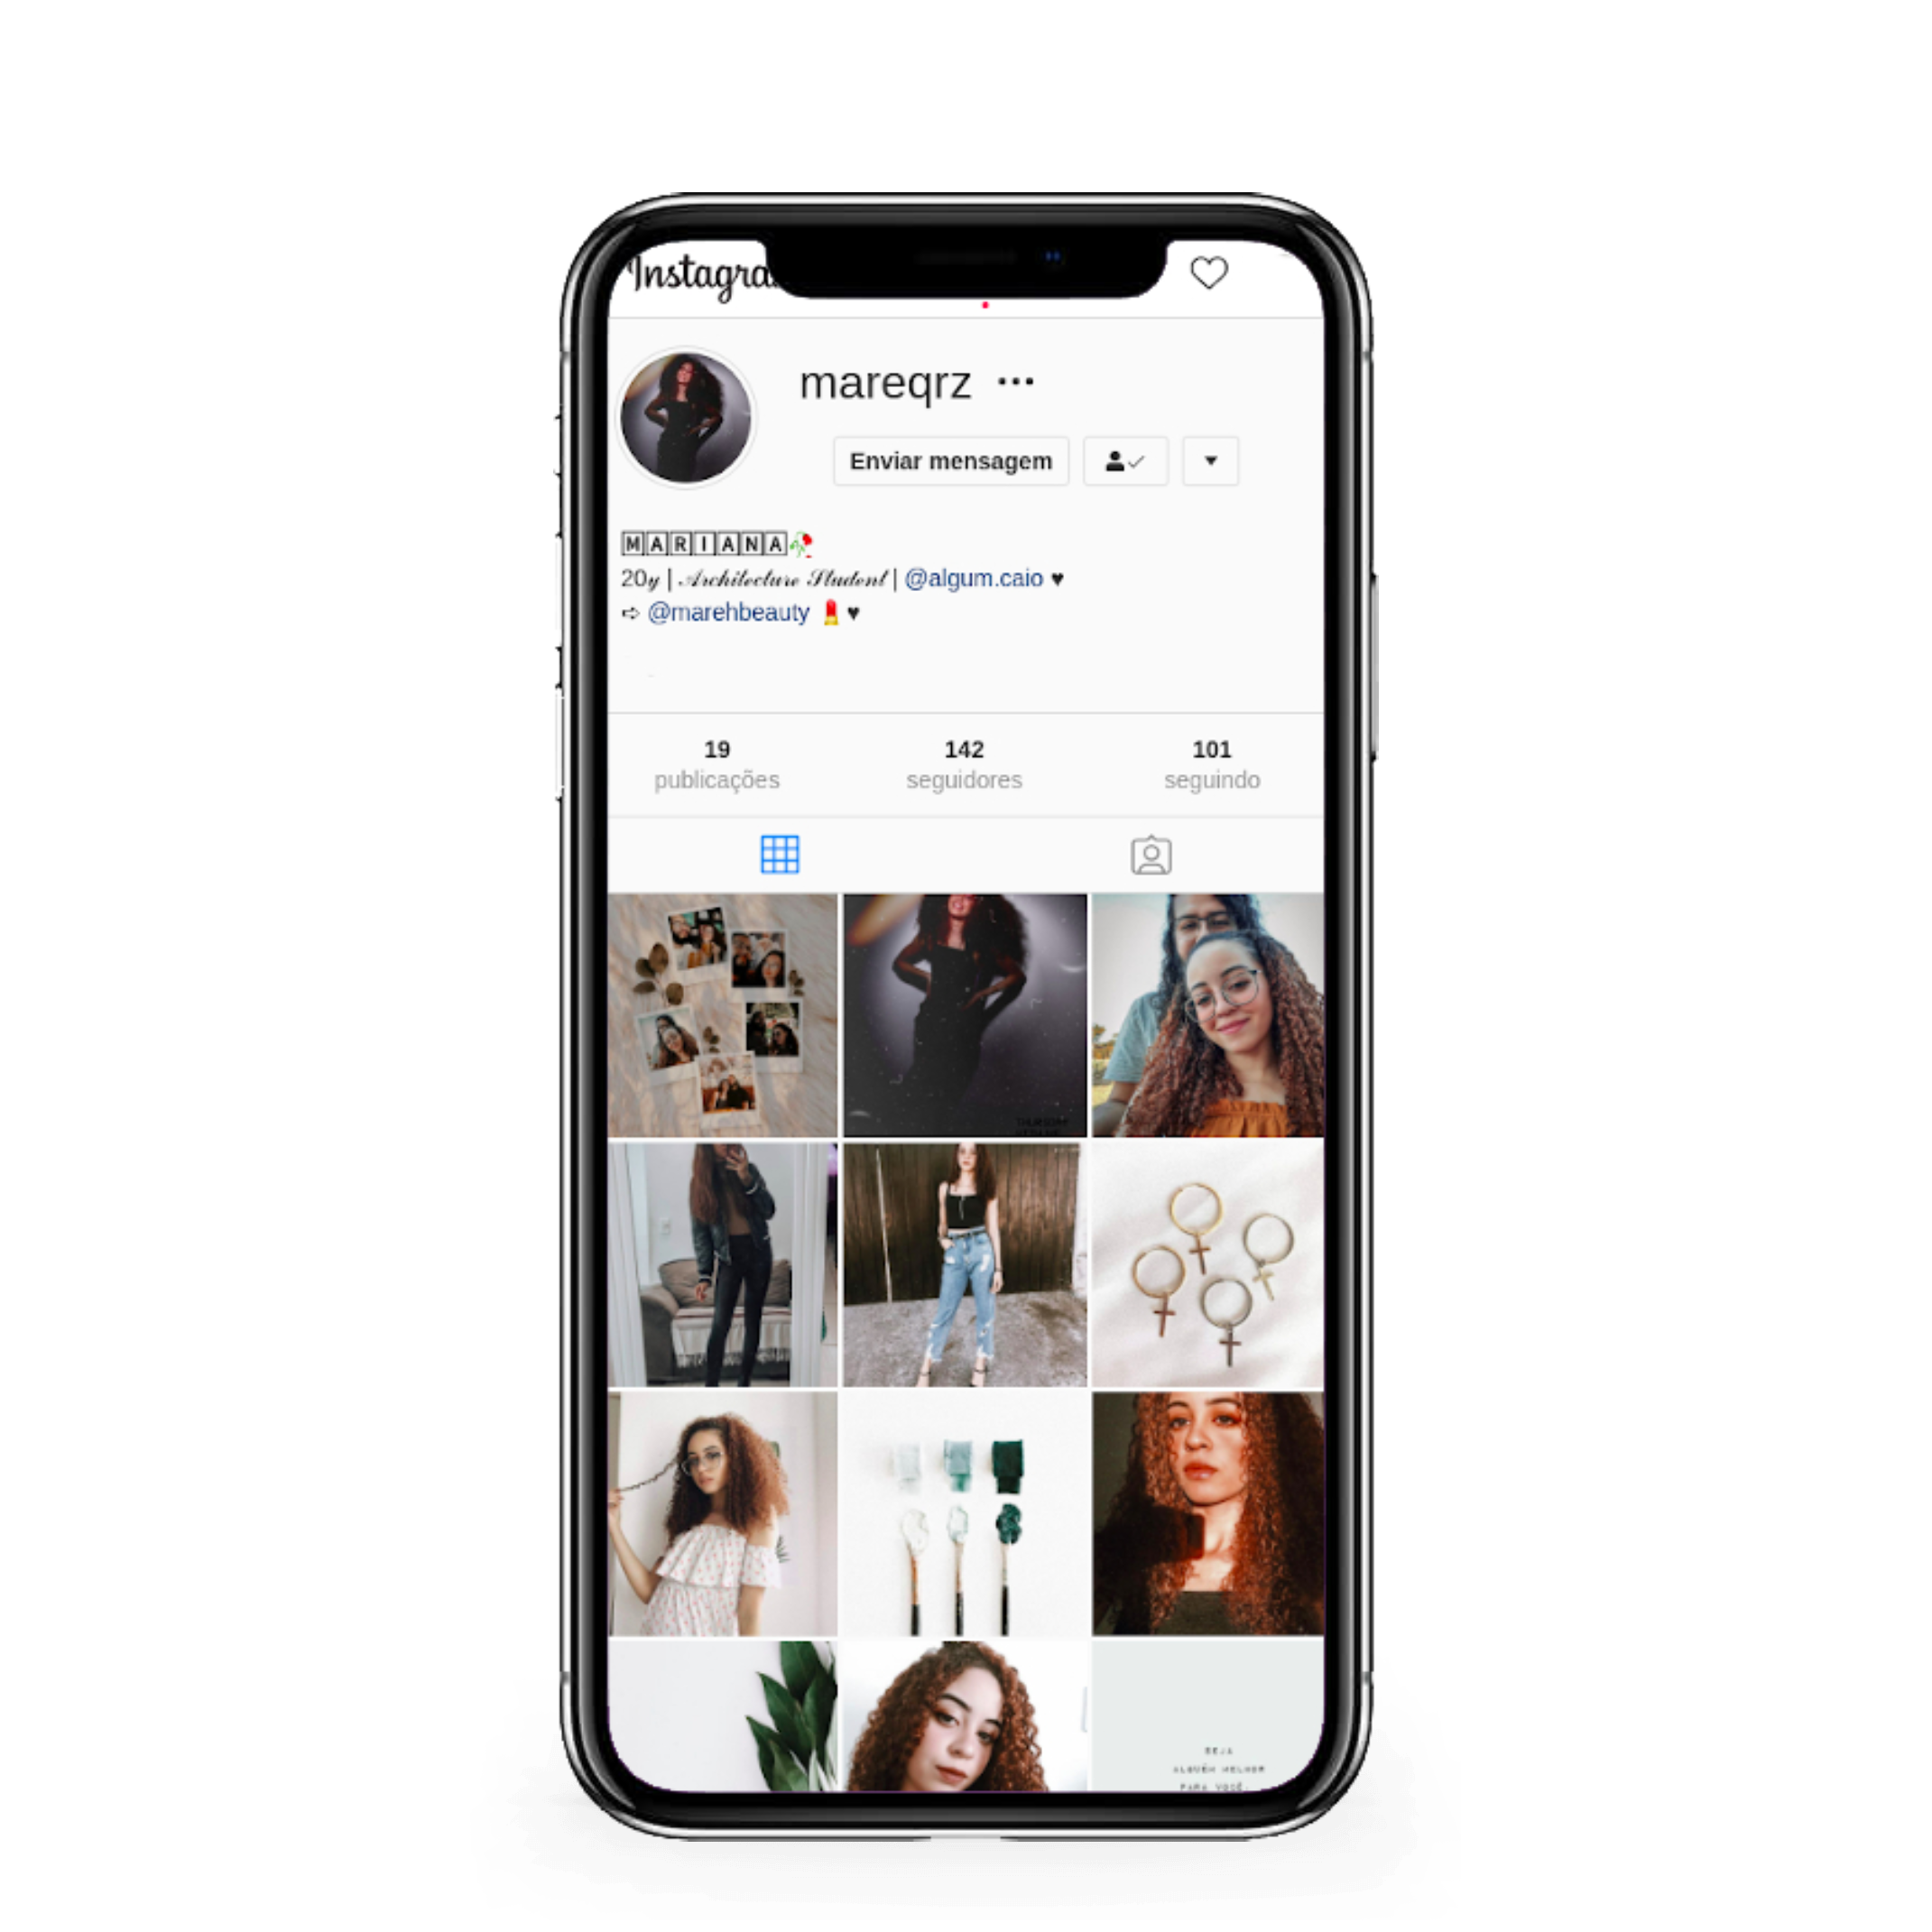 Instagra
mareqrz •••
Enviar mensagem
🄼🄰🅁🄸🄰🄽🄰🥀
20𝓎 | 𝒜𝓇𝒸𝒽𝒾𝓉𝑒𝒸𝓉𝓊𝓇𝑒 𝒮𝓉𝓊𝒹𝑒𝓃𝓉 | @algum.caio ♥
➪ @marehbeauty 💄♥
19 142 101
publicações seguidores seguindo
SEJA
ALGUÉM MELHOR
PARA VOCÊ.